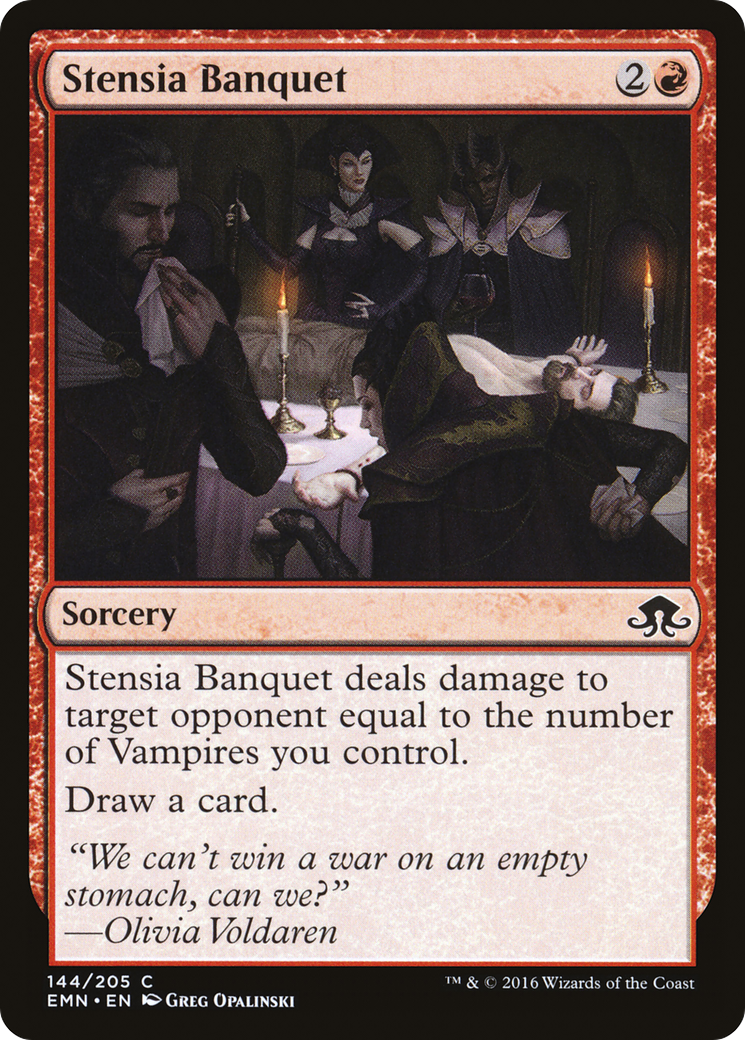 Stensia Banquet 2
Sorcery
Stensia Banquet deals damage to
target opponent equal to the number
of Vampires you control.
Draw a card.
“We can’t win a war on an empty
stomach, can we?”
—Olivia Voldaren
144/205 C
EMN • EN Greg Opalinski
™ & © 2016 Wizards of the Coast